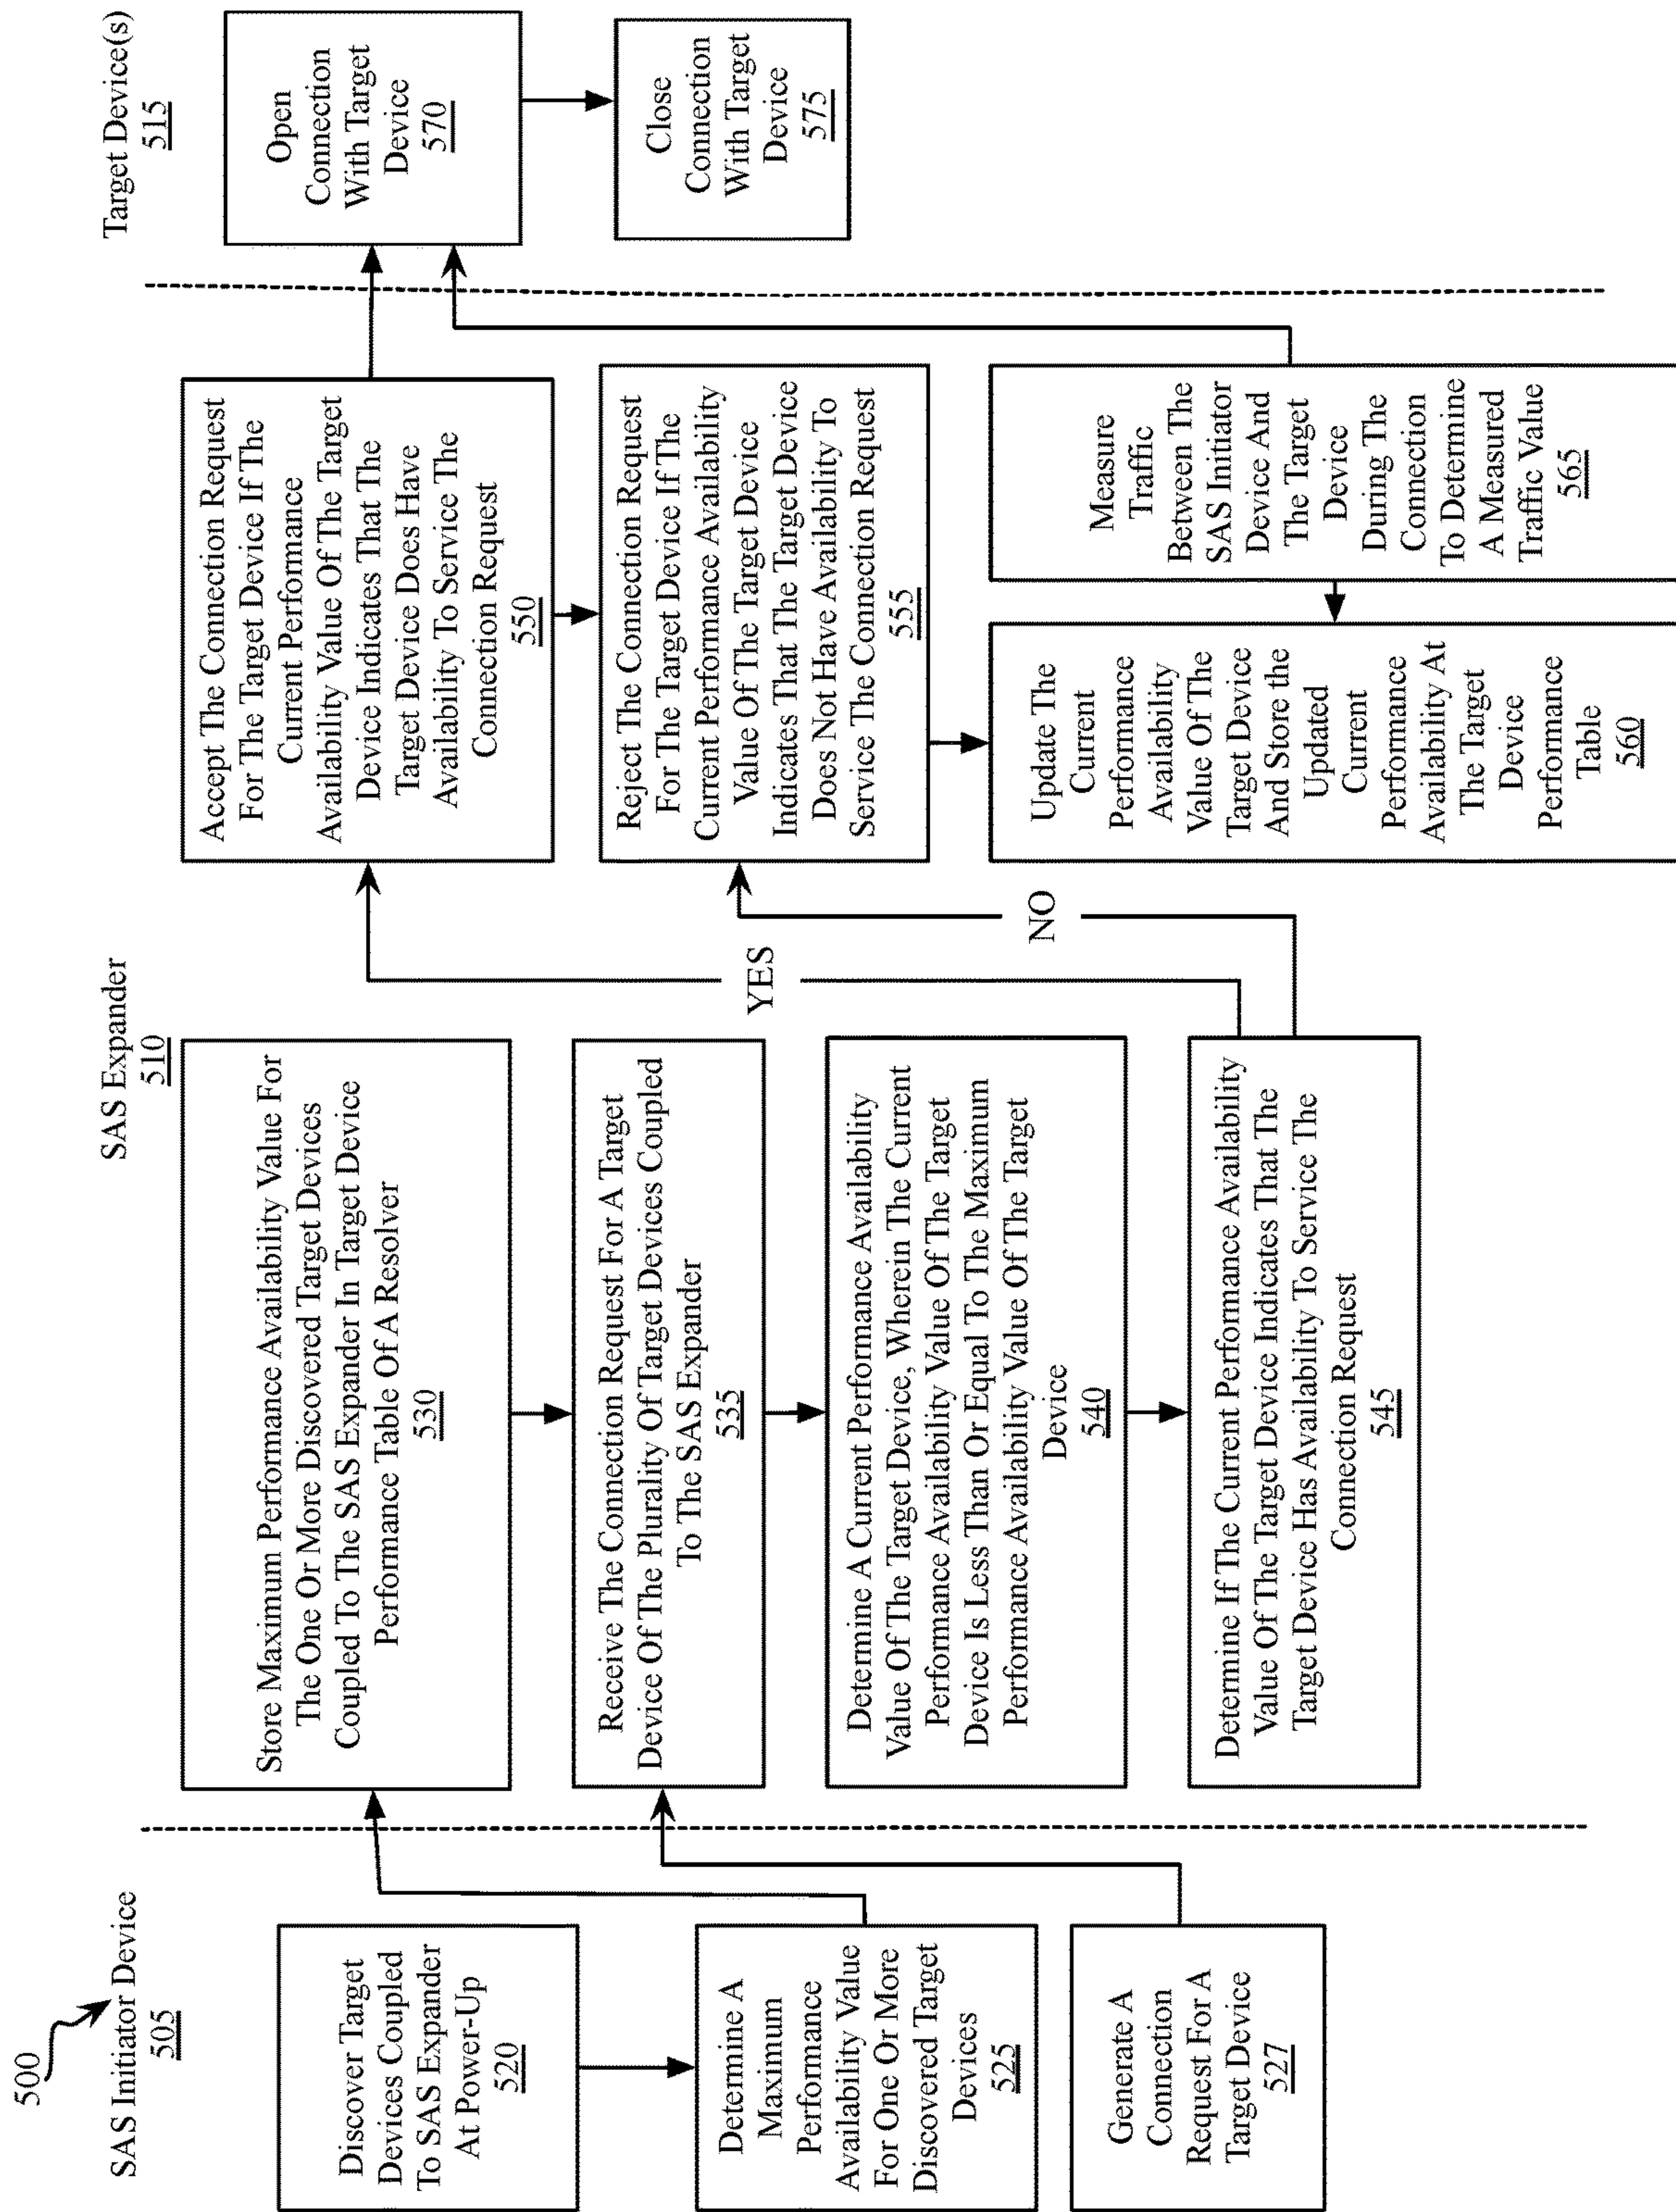 500
SAS Initiator Device
505
Discover Target
Devices Coupled
To SAS Expander
At Power-Up
520
Determine A
Maximum
Performance
Availability Value
For One Or More
Discovered Target
Devices
525
Generate A
Connection
Request For A
Target Device
527
SAS Expander
510
Store Maximum Performance Availability Value For
The One Or More Discovered Target Devices
Coupled To The SAS Expander In Target Device
Performance Table Of A Resolver
530
Receive The Connection Request For A Target
Device Of The Plurality Of Target Devices Coupled
To The SAS Expander
535
Determine A Current Performance Availability
Value Of The Target Device, Wherein The Current
Performance Availability Value Of The Target
Device Is Less Than Or Equal To The Maximum
Performance Availability Value Of The Target
Device
540
Determine If The Current Performance Availability
Value Of The Target Device Indicates That The
Target Device Has Availability To Service The
Connection Request
545
YES
NO
Accept The Connection Request
For The Target Device If The
Current Performance
Availability Value Of The Target
Device Indicates That The
Target Device Does Have
Availability To Service The
Connection Request
550
Reject The Connection Request
For The Target Device If The
Current Performance Availability
Value Of The Target Device
Indicates That The Target Device
Does Not Have Availability To
Service The Connection Request
555
Update The
Current
Performance
Availability
Value Of The
Target Device
And Store the
Updated
Current
Performance
Availability At
The Target
Device
Performance
Table
560
Measure
Traffic
Between The
SAS Initiator
Device And
The Target
Device
During The
Connection
To Determine
A Measured
Traffic Value
565
Target Device(s)
515
Open
Connection
With Target
Device
570
Close
Connection
With Target
Device
575